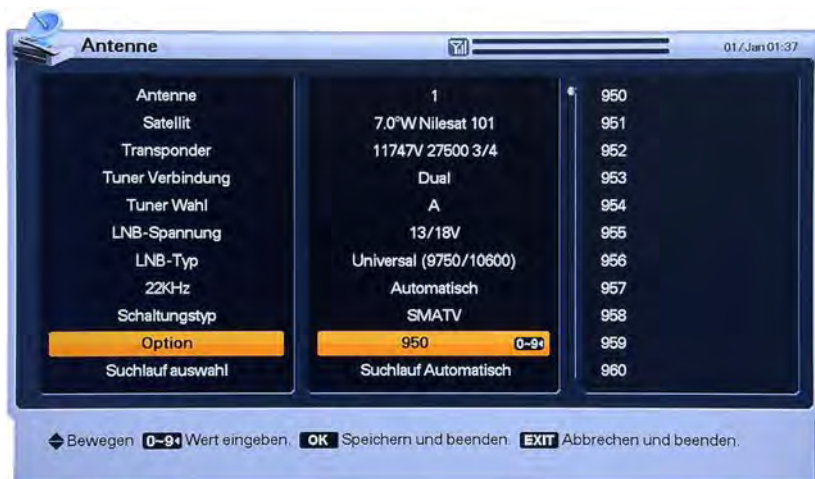 Antenne
01/Jan 01:37
Antenne 1
Satellit 7.0°W Nilesat 101
Transponder 11747V 27500 3/4
Tuner Verbindung Dual
Tuner Wahl A
LNB-Spannung 13/18V
LNB-Typ Universal (9750/10600)
22KHz Automatisch
Schaltungstyp SMATV
Option 950 0~9
Suchlauf auswahl Suchlauf Automatisch
950
951
952
953
954
955
956
957
958
959
960
Bewegen 0~9 Wert eingeben. OK Speichern und beenden. EXIT Abbrechen und beenden.